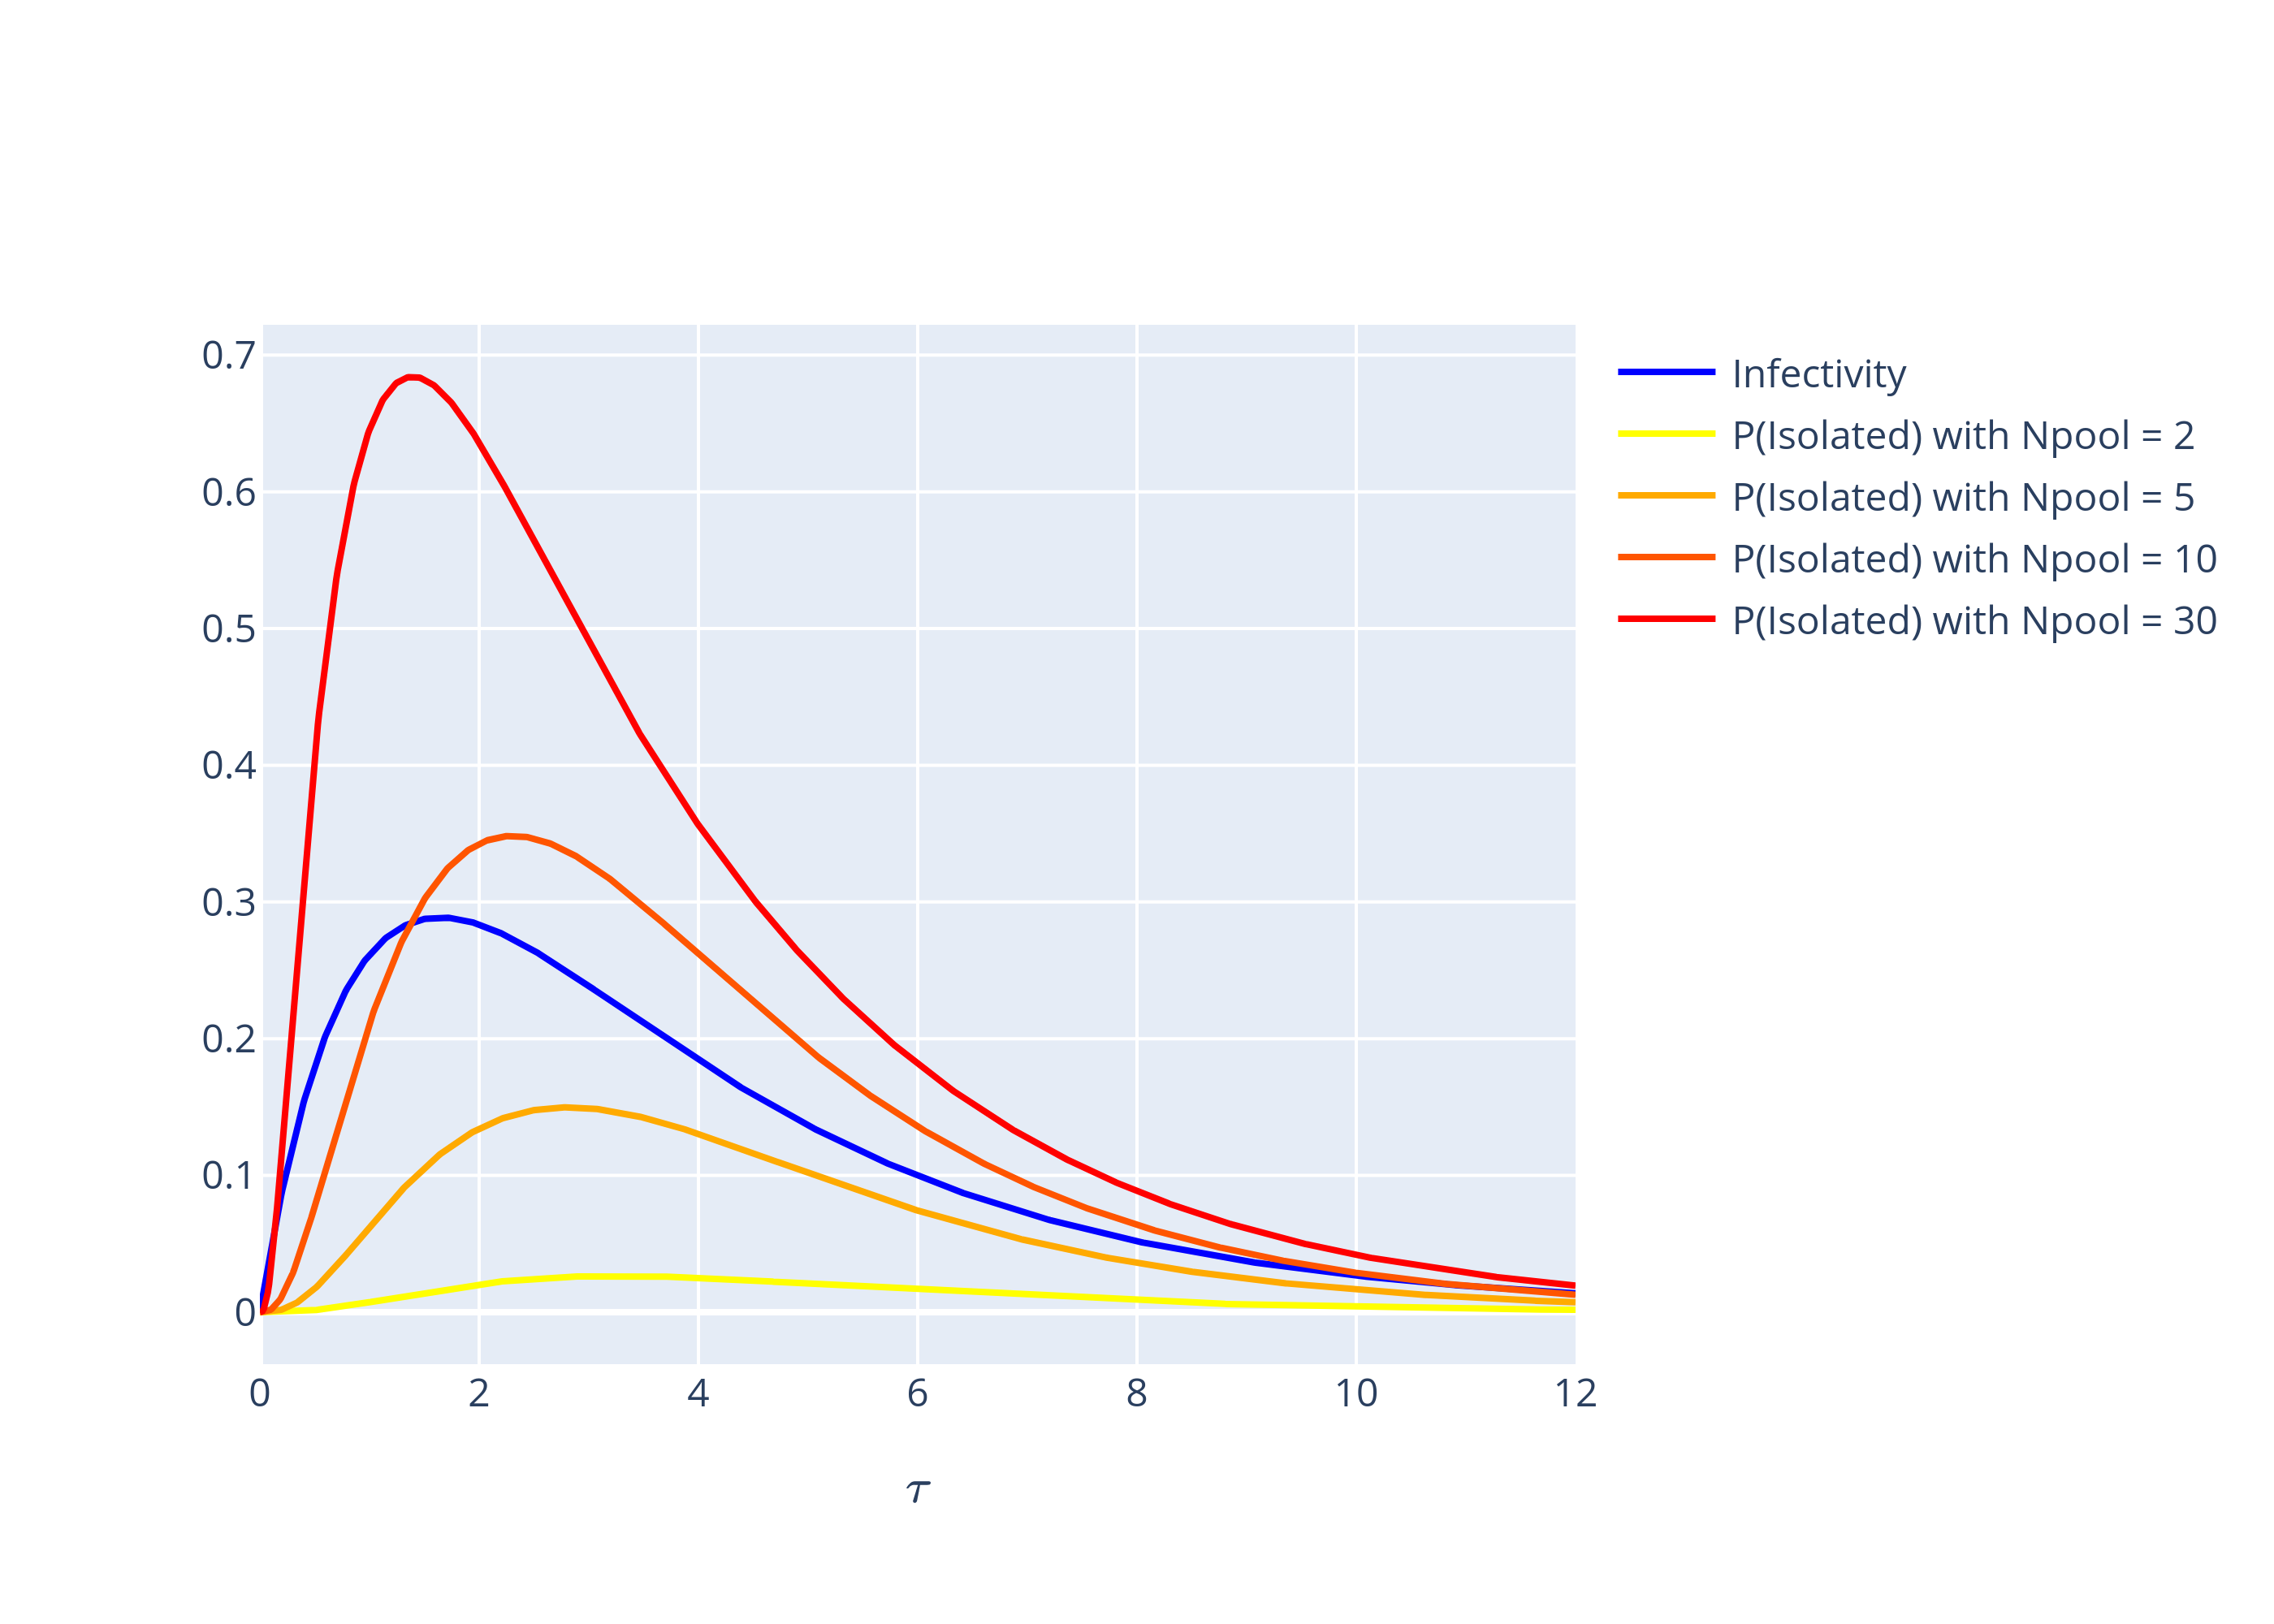 0.7
0.6
0.5
0.4
0.3
0.2
0.1
0
0 2 4 6 8 10 12
τ
Infectivity
P(Isolated) with Npool = 2
P(Isolated) with Npool = 5
P(Isolated) with Npool = 10
P(Isolated) with Npool = 30